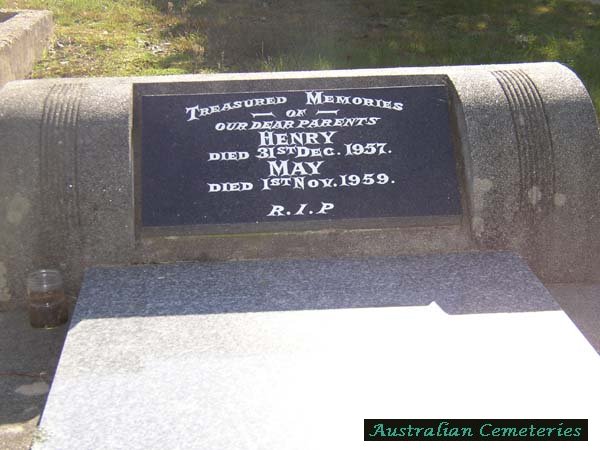 Treasured Memories
OF
OUR DEAR PARENTS
HENRY
DIED 31ST DEC. 1957.
MAY
DIED 1ST NOV. 1959.
R.I.P
Australian Cemeteries